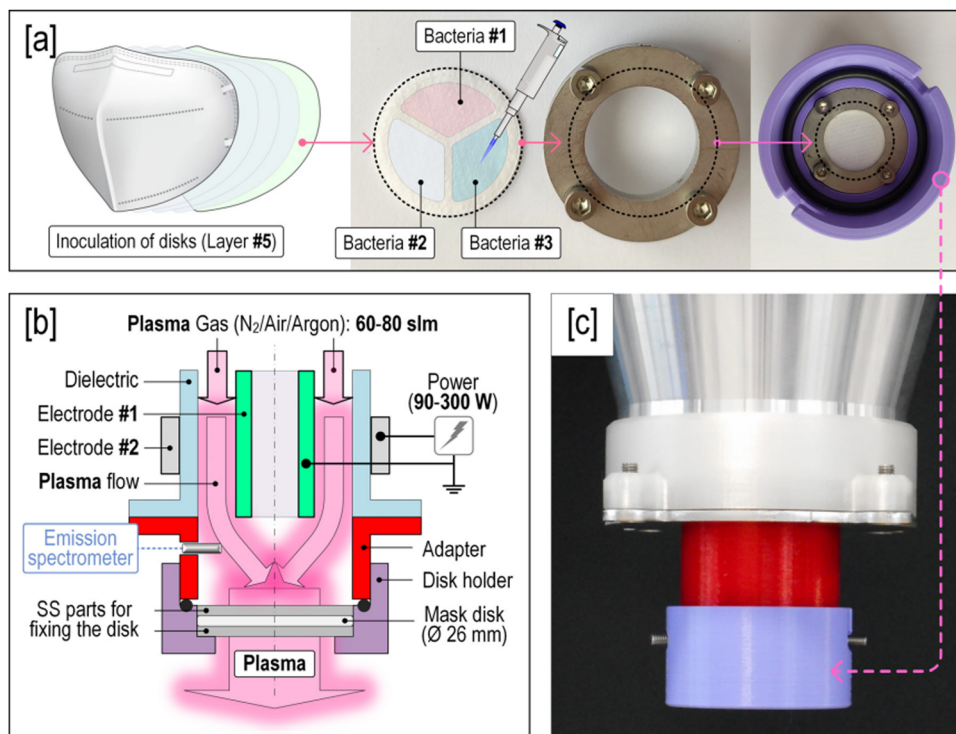 [a]
Bacteria #1
Bacteria #2
Bacteria #3
Inoculation of disks (Layer #5)
[b]
Plasma Gas (N₂/Air/Argon): 60-80 slm
Dielectric
Electrode #1
Electrode #2
Plasma flow
Power
(90-300 W)
Emission
spectrometer
Adapter
Disk holder
SS parts for
fixing the disk
Mask disk
(Ø 26 mm)
Plasma
[c]